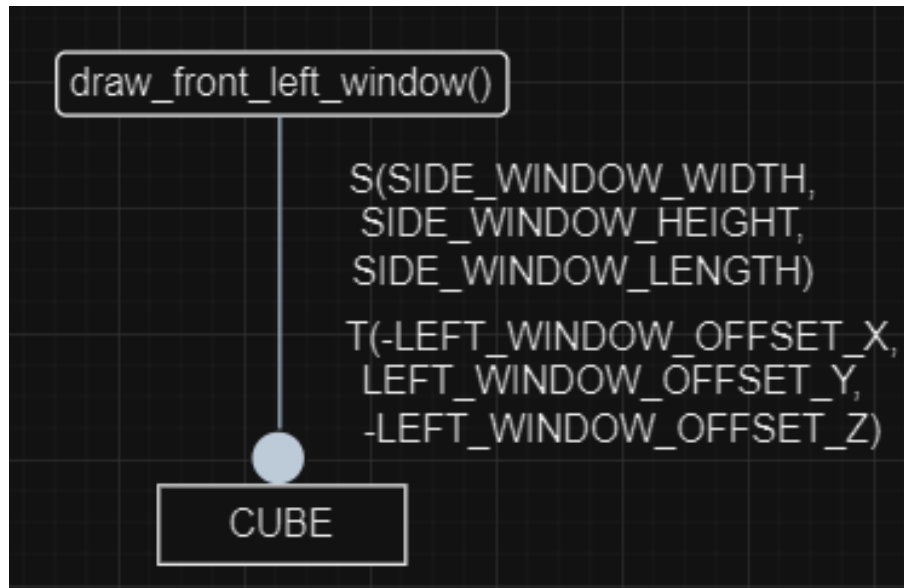 draw_front_left_window()
S(SIDE_WINDOW_WIDTH,
SIDE_WINDOW_HEIGHT,
SIDE_WINDOW_LENGTH)
T(-LEFT_WINDOW_OFFSET_X,
LEFT_WINDOW_OFFSET_Y,
-LEFT_WINDOW_OFFSET_Z)
CUBE